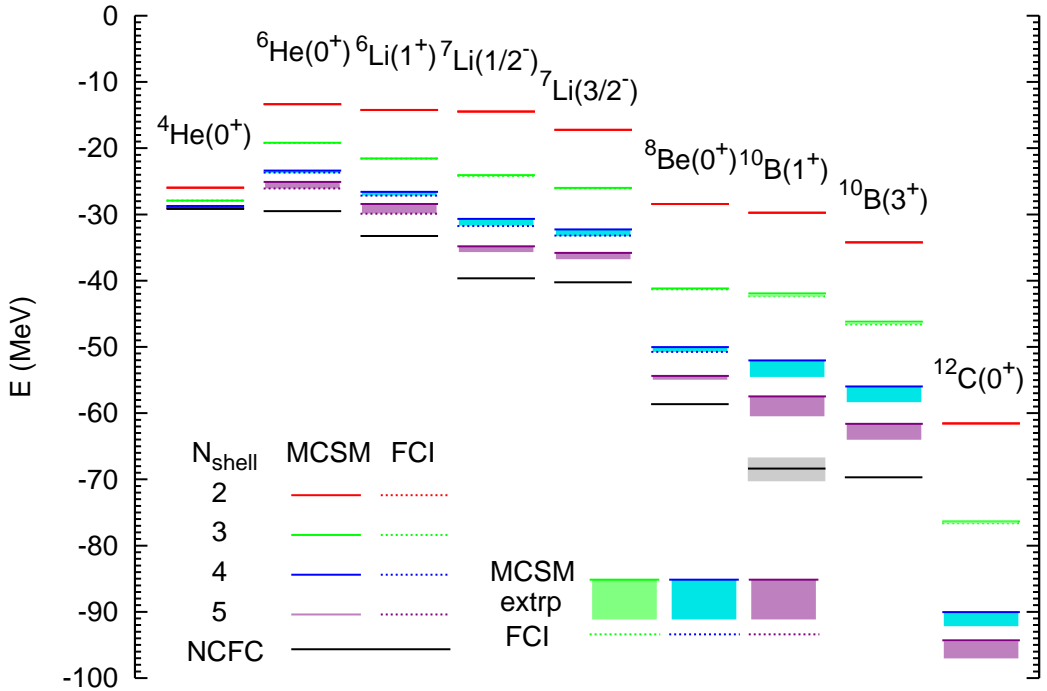 0
-10
-20
-30
-40
-50
-60
-70
-80
-90
-100
E (MeV)
⁴He(0⁺)
⁶He(0⁺)
⁶Li(1⁺)
⁷Li(1/2⁻)
⁷Li(3/2⁻)
⁸Be(0⁺)
¹⁰B(1⁺)
¹⁰B(3⁺)
¹²C(0⁺)
N_shell MCSM FCI
2
3
4
5
NCFC
MCSM
extrp
FCI